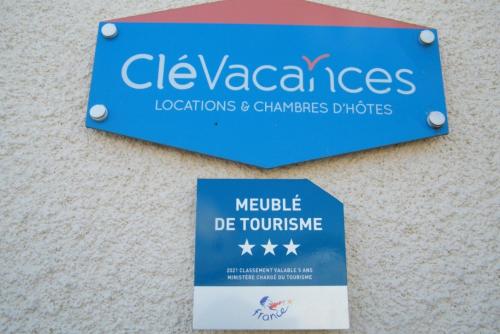 CléVacances
LOCATIONS & CHAMBRES D'HÔTES
MEUBLÉ
DE TOURISME
2021 CLASSEMENT VALABLE 5 ANS
MINISTÈRE CHARGÉ DU TOURISME
france